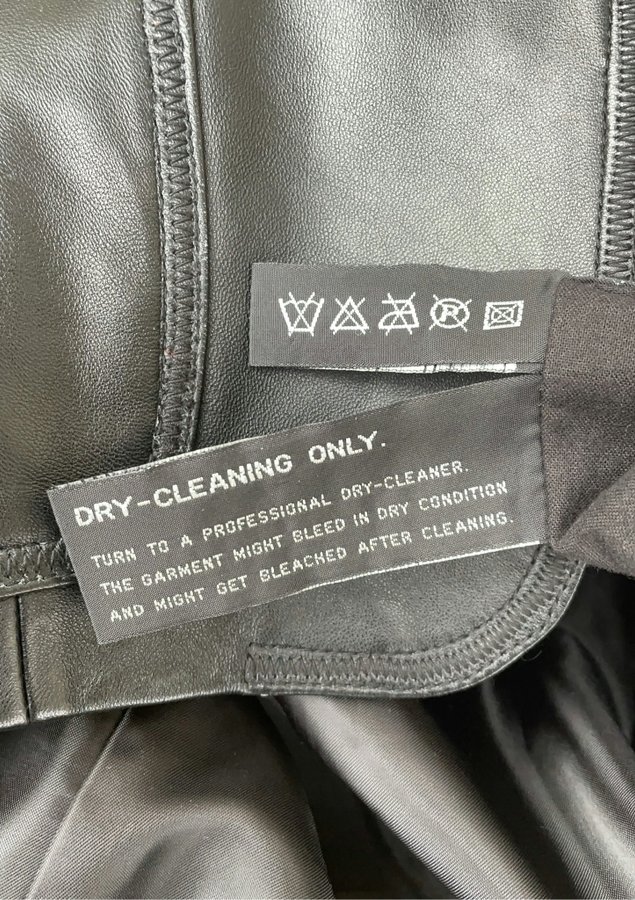 R
DRY-CLEANING ONLY.
TURN TO A PROFESSIONAL DRY-CLEANER.
THE GARMENT MIGHT BLEED IN DRY CONDITION
AND MIGHT GET BLEACHED AFTER CLEANING.